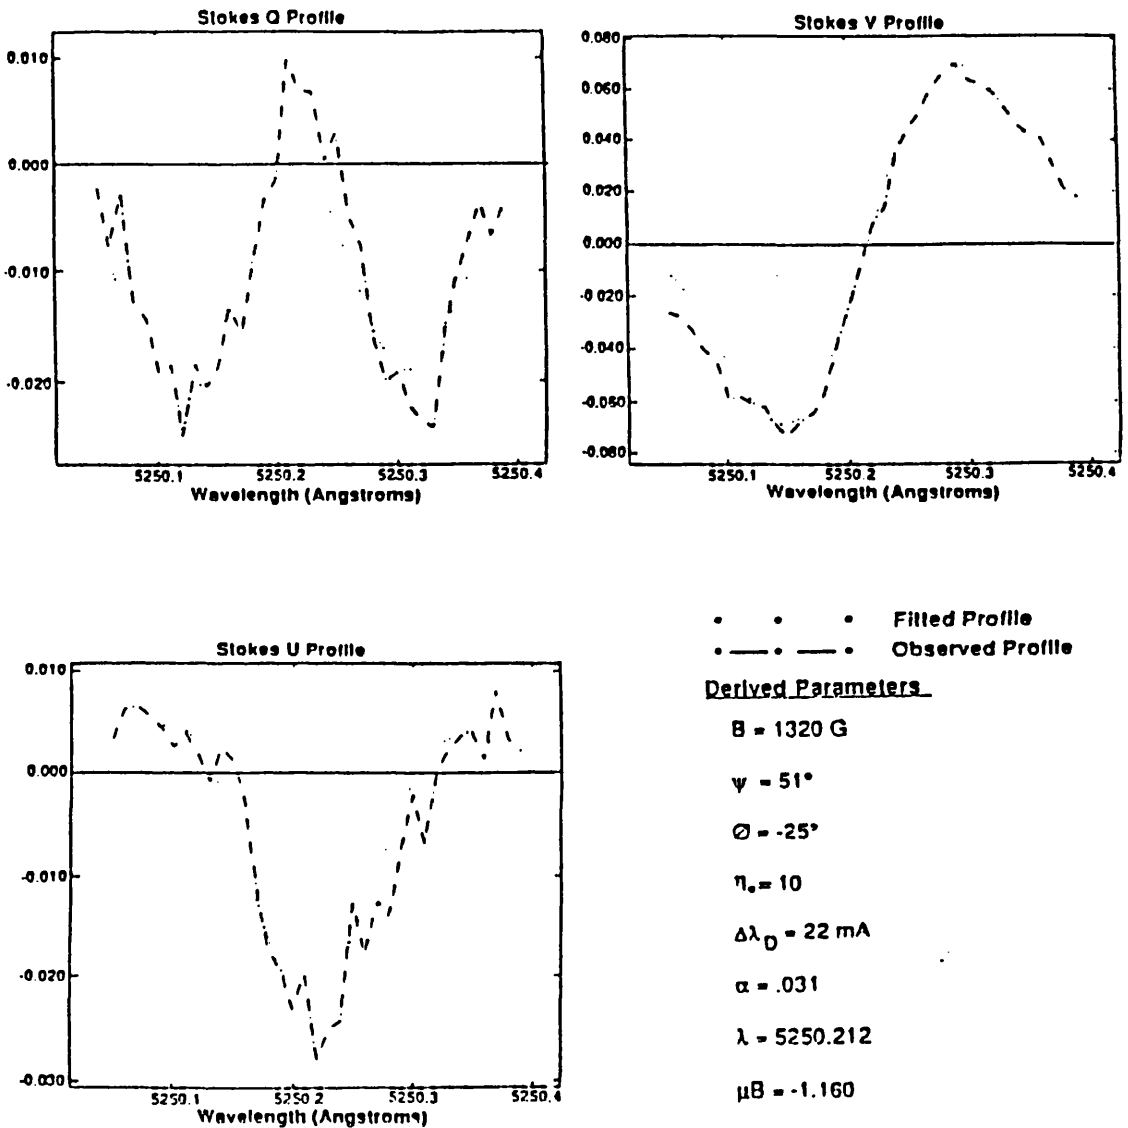 Stokes Q Profile
0.010
0.000
-0.010
-0.020
5250.1 5250.2 5250.3 5250.4
Wavelength (Angstroms)
Stokes V Profile
0.080
0.060
0.040
0.020
0.000
-0.020
-0.040
-0.060
-0.080
5250.1 5250.2 5250.3 5250.4
Wavelength (Angstroms)
Stokes U Profile
0.010
0.000
-0.010
-0.020
-0.030
5250.1 5250.2 5250.3 5250.4
Wavelength (Angstroms)
Fitted Profile
Observed Profile
Derived Parameters
B = 1320 G
ψ = 51°
Ø = -25°
η₀ = 10
Δλ_D = 22 mA
α = .031
λ = 5250.212
μB = -1.160